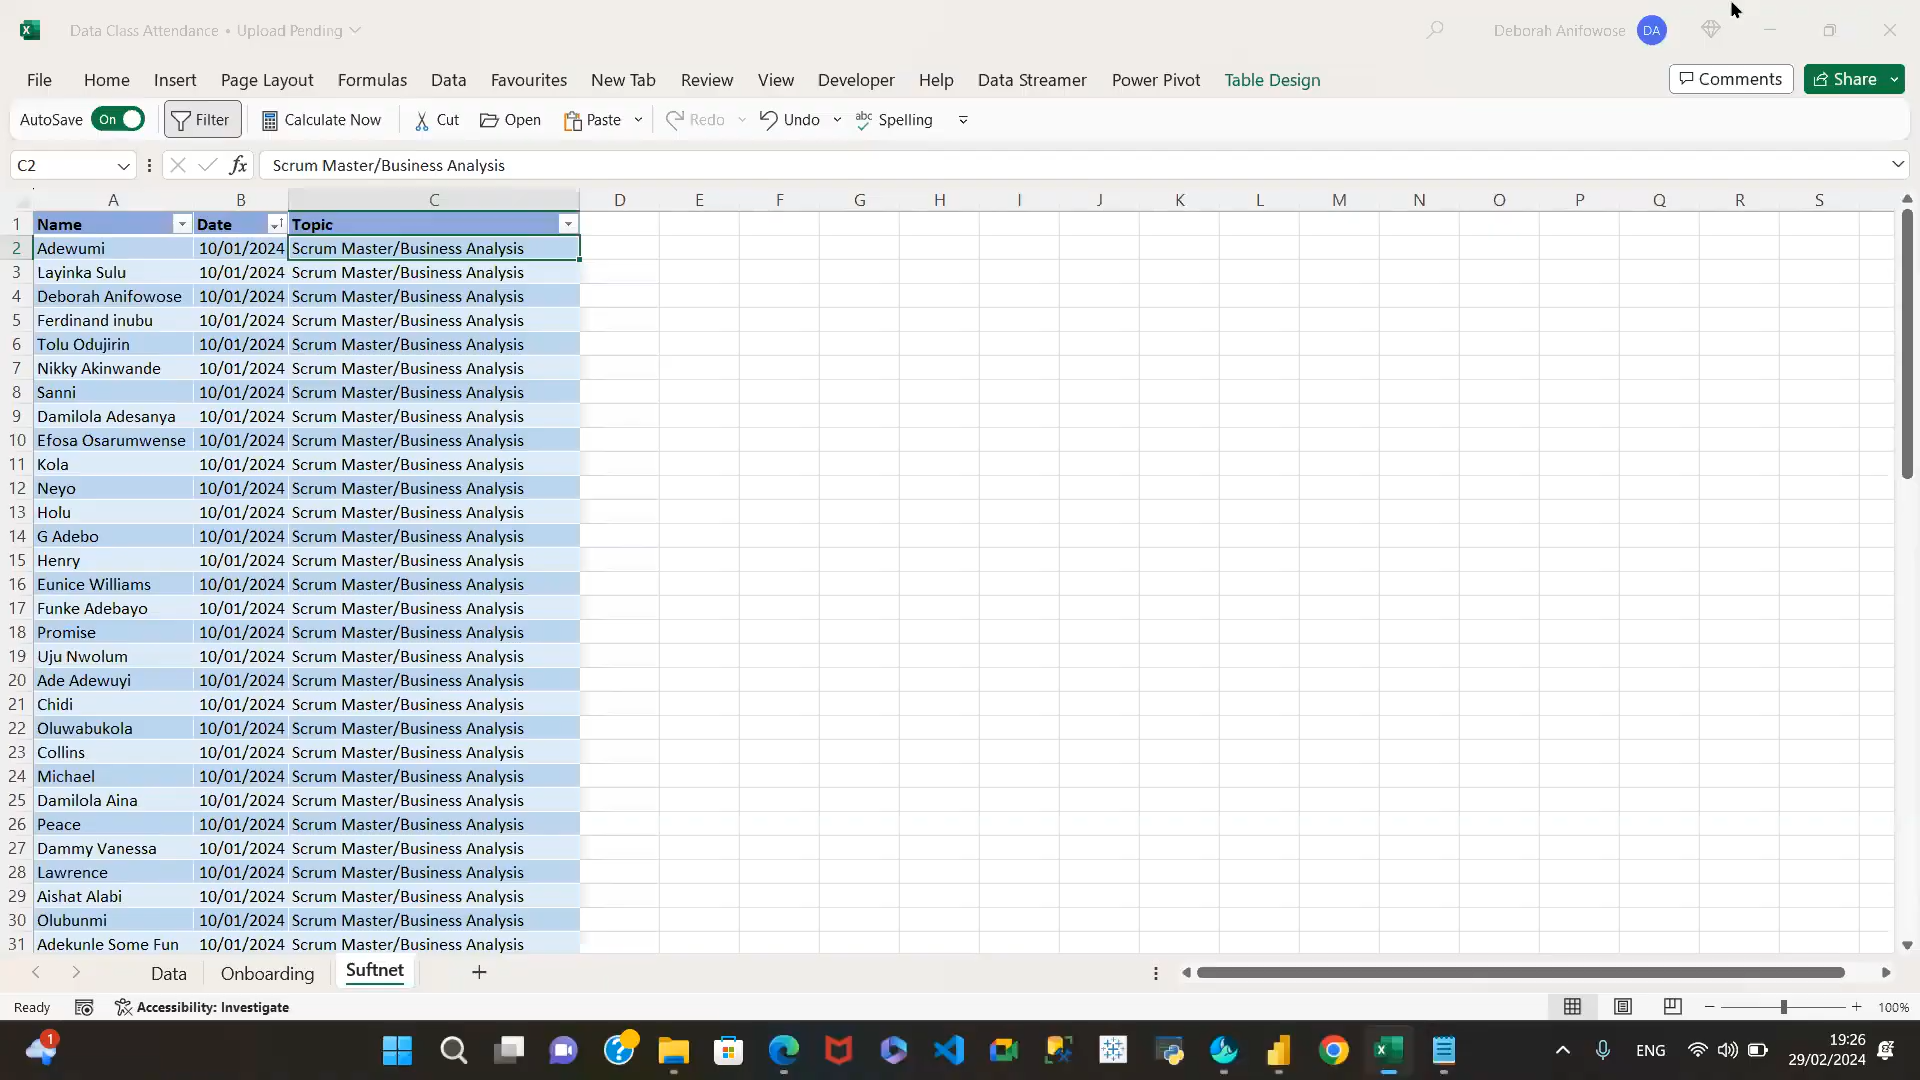 Data Class Attendance • Upload Pending
Deborah Anifowose DA
File Home Insert Page Layout Formulas Data Favourites New Tab Review View Developer Help Data Streamer Power Pivot Table Design Comments Share
AutoSave On Filter Calculate Now Cut Open Paste Redo Undo abc Spelling
C2 fx Scrum Master/Business Analysis
A B C D E F G H I J K L M N O P Q R S
1 Name Date Topic
2 Adewumi 10/01/2024 Scrum Master/Business Analysis
3 Layinka Sulu 10/01/2024 Scrum Master/Business Analysis
4 Deborah Anifowose 10/01/2024 Scrum Master/Business Analysis
5 Ferdinand inubu 10/01/2024 Scrum Master/Business Analysis
6 Tolu Odujirin 10/01/2024 Scrum Master/Business Analysis
7 Nikky Akinwande 10/01/2024 Scrum Master/Business Analysis
8 Sanni 10/01/2024 Scrum Master/Business Analysis
9 Damilola Adesanya 10/01/2024 Scrum Master/Business Analysis
10 Efosa Osarumwense 10/01/2024 Scrum Master/Business Analysis
11 Kola 10/01/2024 Scrum Master/Business Analysis
12 Neyo 10/01/2024 Scrum Master/Business Analysis
13 Holu 10/01/2024 Scrum Master/Business Analysis
14 G Adebo 10/01/2024 Scrum Master/Business Analysis
15 Henry 10/01/2024 Scrum Master/Business Analysis
16 Eunice Williams 10/01/2024 Scrum Master/Business Analysis
17 Funke Adebayo 10/01/2024 Scrum Master/Business Analysis
18 Promise 10/01/2024 Scrum Master/Business Analysis
19 Uju Nwolum 10/01/2024 Scrum Master/Business Analysis
20 Ade Adewuyi 10/01/2024 Scrum Master/Business Analysis
21 Chidi 10/01/2024 Scrum Master/Business Analysis
22 Oluwabukola 10/01/2024 Scrum Master/Business Analysis
23 Collins 10/01/2024 Scrum Master/Business Analysis
24 Michael 10/01/2024 Scrum Master/Business Analysis
25 Damilola Aina 10/01/2024 Scrum Master/Business Analysis
26 Peace 10/01/2024 Scrum Master/Business Analysis
27 Dammy Vanessa 10/01/2024 Scrum Master/Business Analysis
28 Lawrence 10/01/2024 Scrum Master/Business Analysis
29 Aishat Alabi 10/01/2024 Scrum Master/Business Analysis
30 Olubunmi 10/01/2024 Scrum Master/Business Analysis
31 Adekunle Some Fun 10/01/2024 Scrum Master/Business Analysis
Data Onboarding Suftnet
Ready Accessibility: Investigate 100%
1 ENG 19:26
29/02/2024